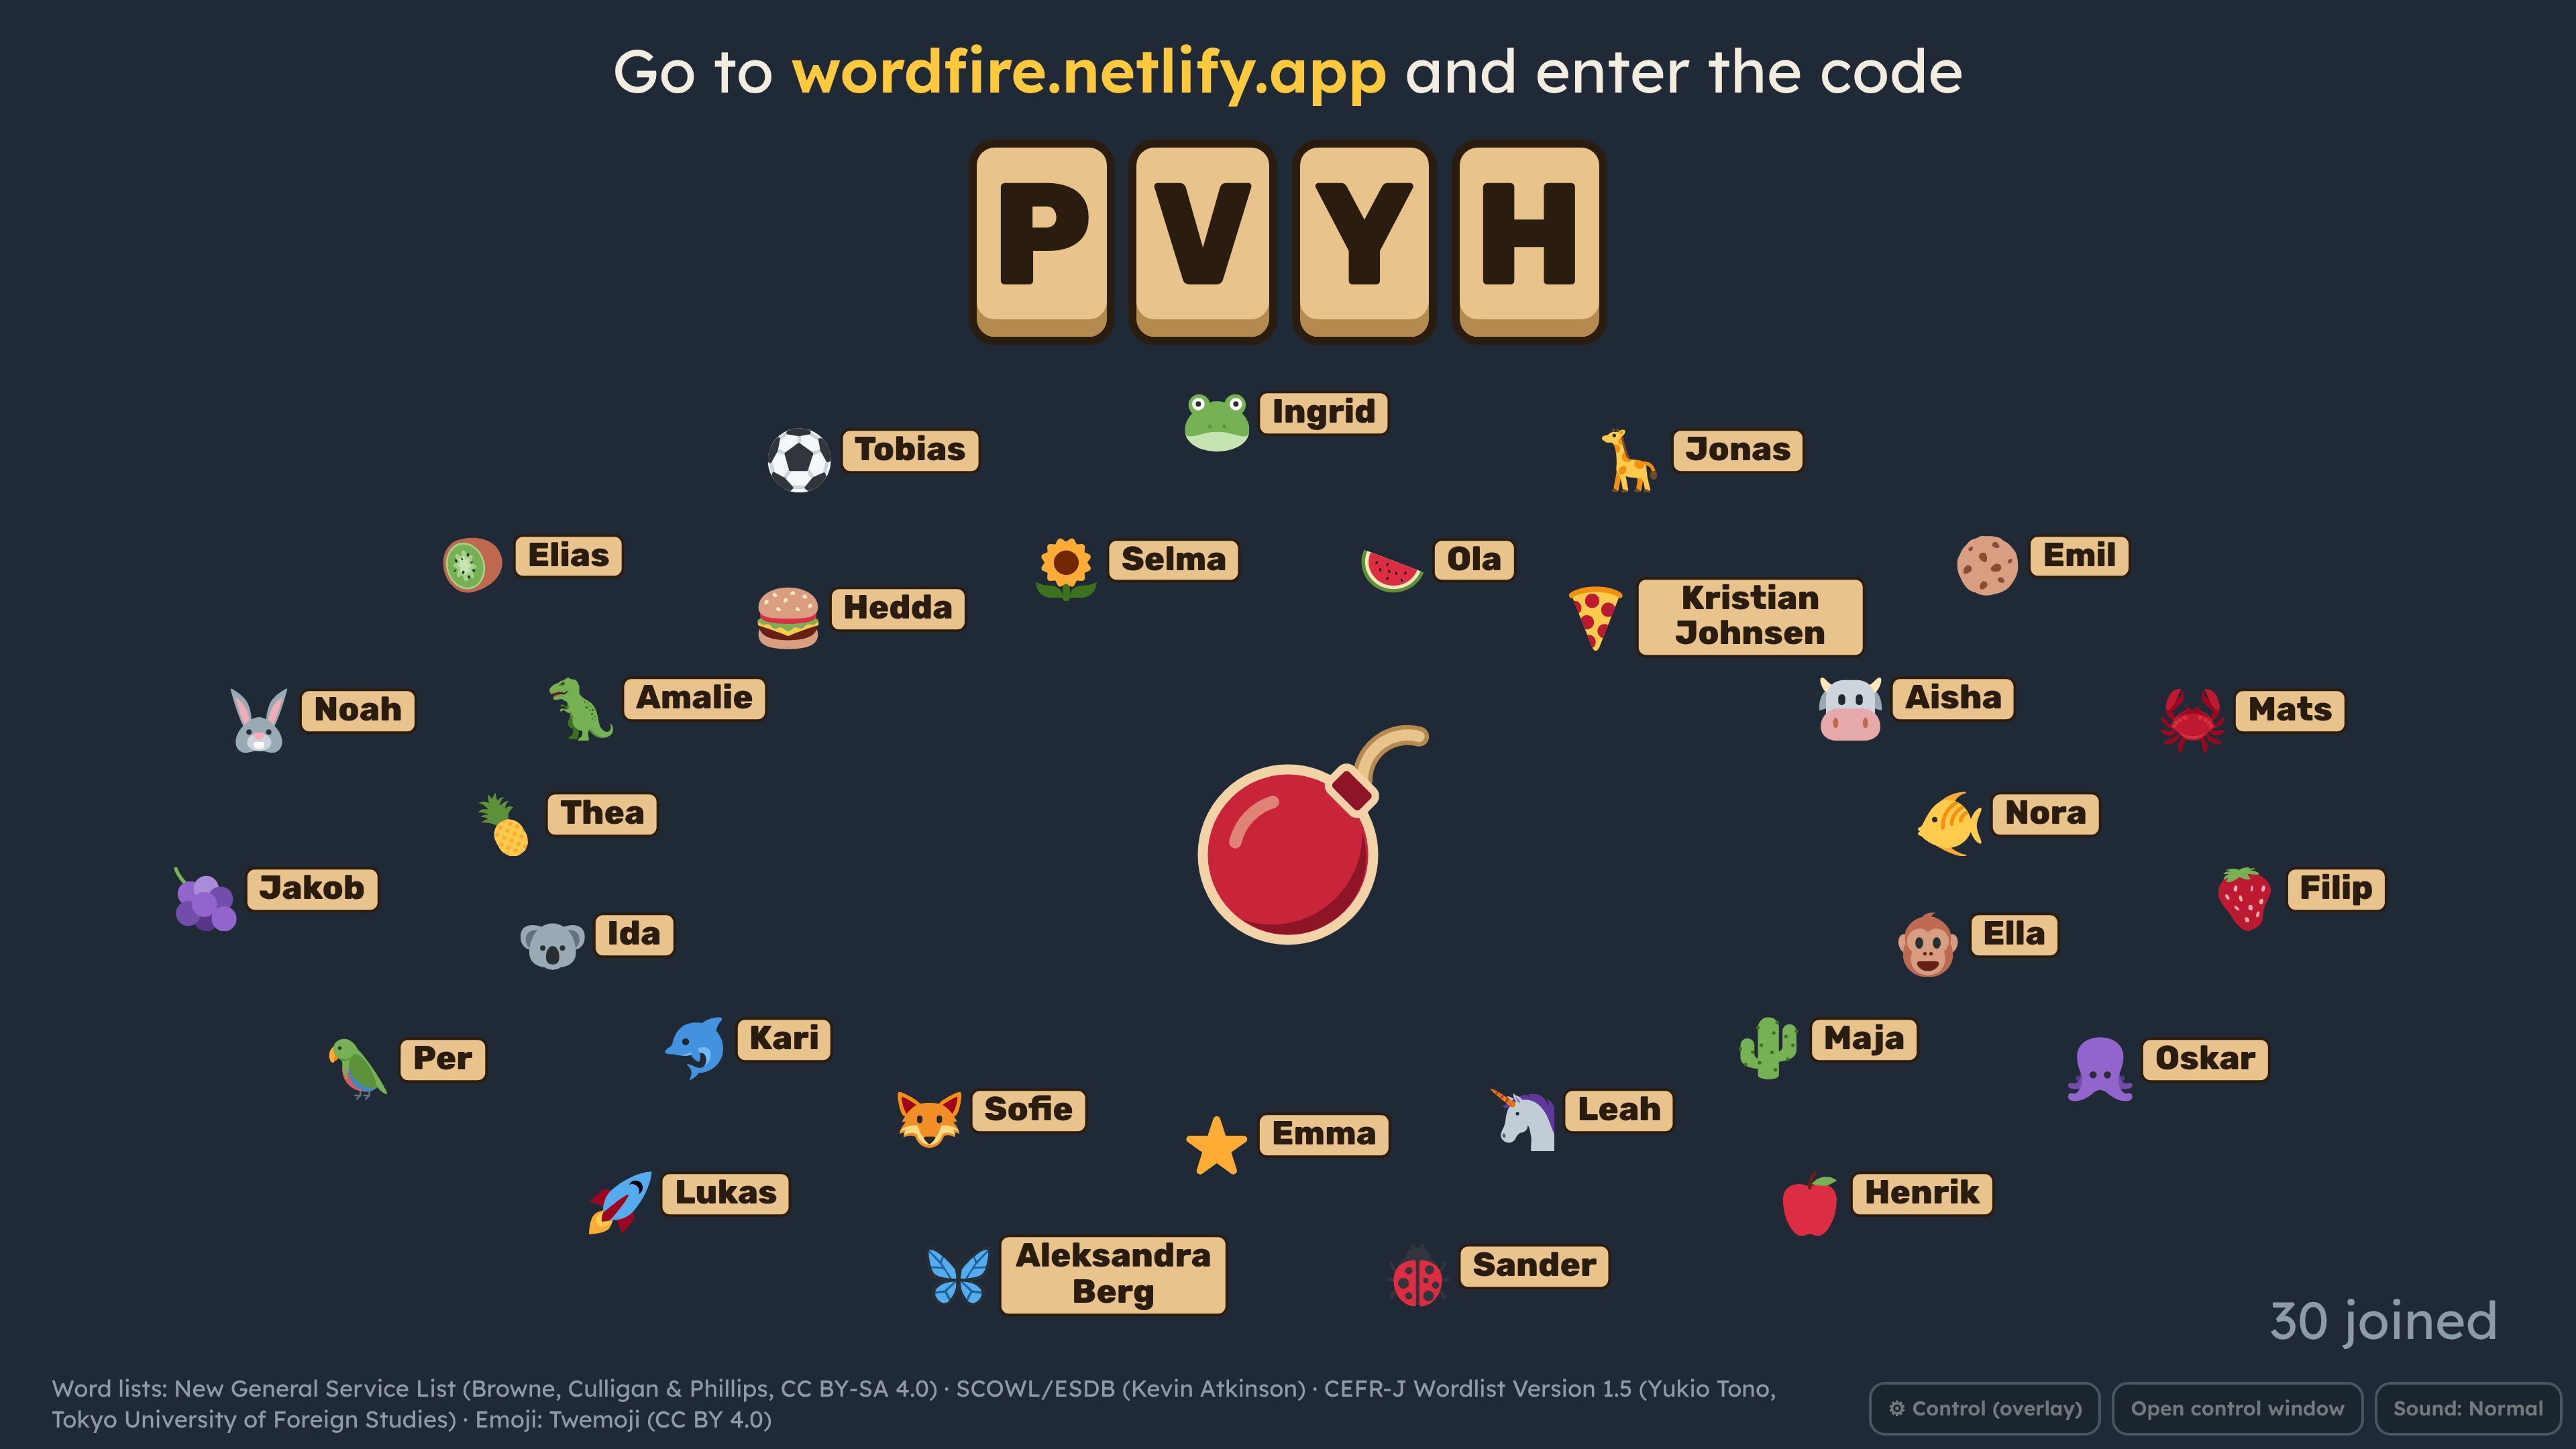 Go to wordfire.netlify.app and enter the code
P V Y H
Ingrid
Tobias
Jonas
Elias
Selma
Ola
Emil
Hedda
Kristian
Johnsen
Noah
Amalie
Aisha
Mats
Thea
Nora
Jakob
Filip
Ida
Ella
Per
Kari
Maja
Oskar
Sofie
Emma
Leah
Lukas
Henrik
Aleksandra
Berg
Sander
30 joined
Word lists: New General Service List (Browne, Culligan & Phillips, CC BY-SA 4.0) · SCOWL/ESDB (Kevin Atkinson) · CEFR-J Wordlist Version 1.5 (Yukio Tono,
Tokyo University of Foreign Studies) · Emoji: Twemoji (CC BY 4.0)
⚙ Control (overlay)
Open control window
Sound: Normal